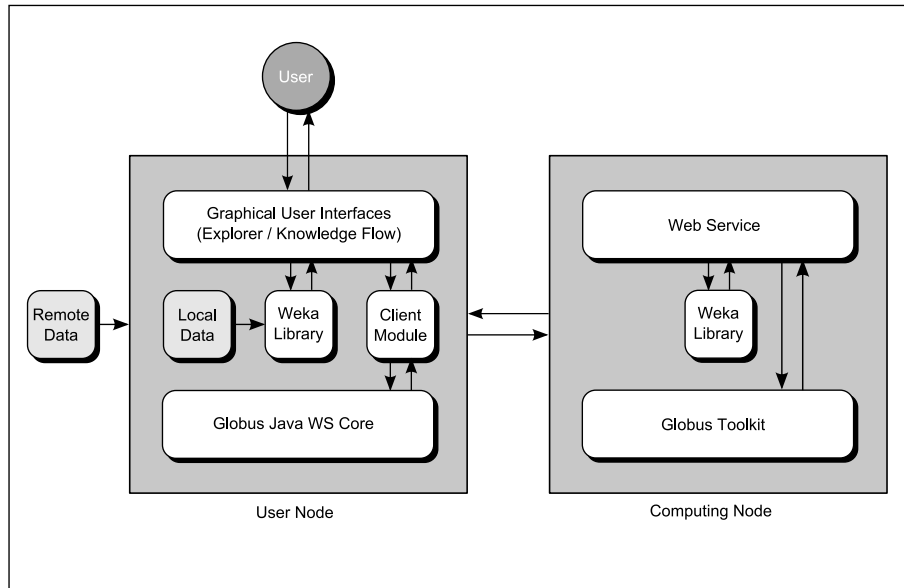 User
Graphical User Interfaces
(Explorer / Knowledge Flow)
Web Service
Remote
Data
Local
Data
Weka
Library
Client
Module
Weka
Library
Globus Java WS Core
Globus Toolkit
User Node
Computing Node